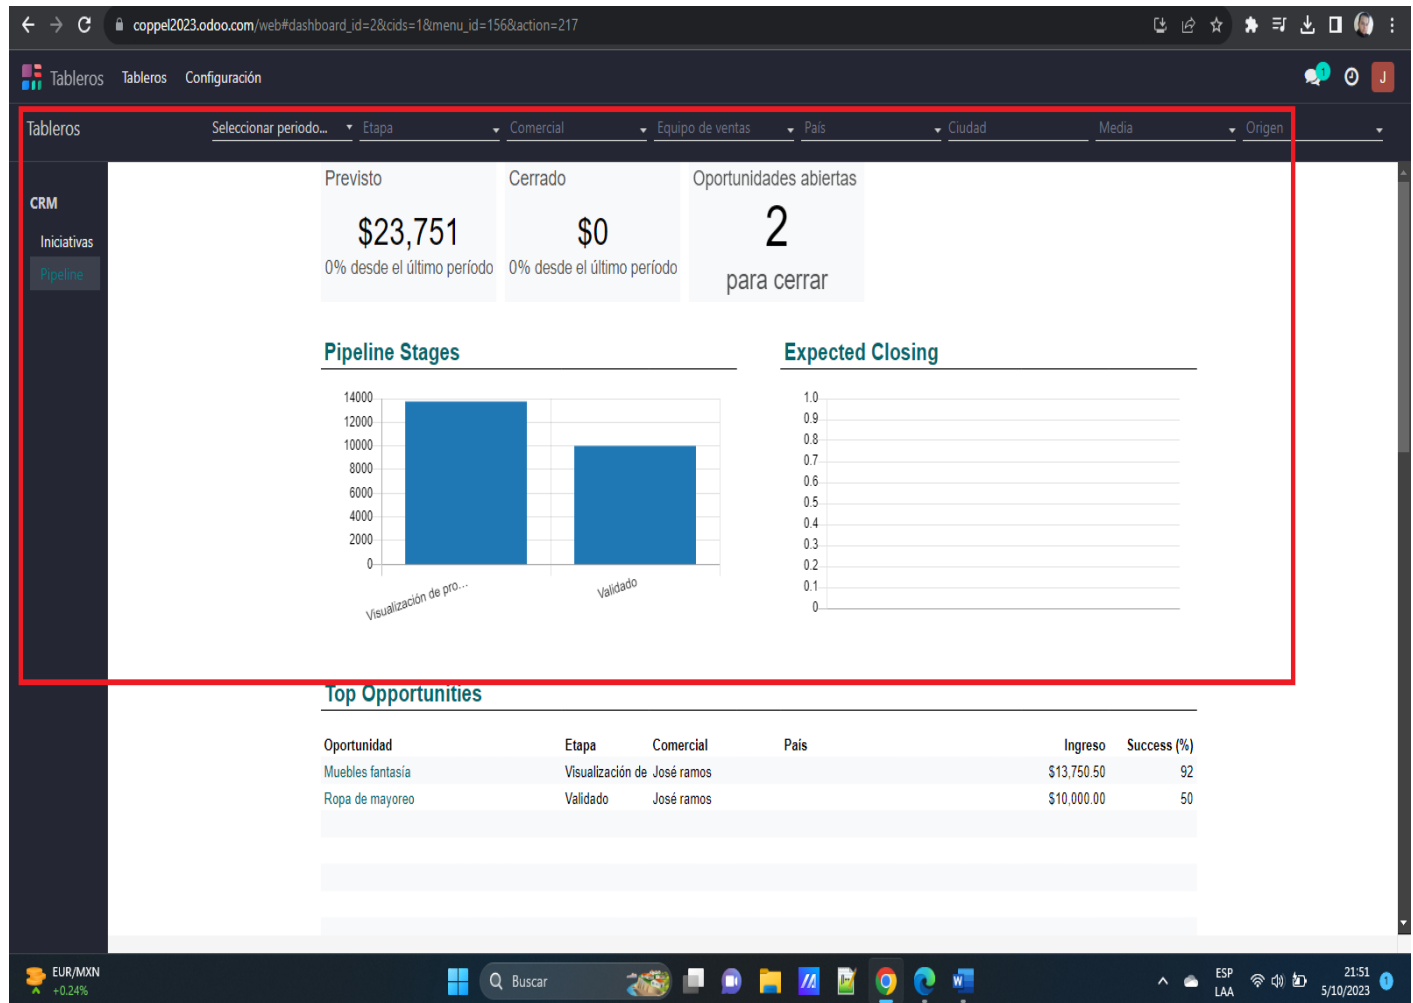 coppel2023.odoo.com/web#dashboard_id=2&cids=1&menu_id=156&action=217
Tableros Tableros Configuración 1 J
Tableros Seleccionar periodo... Etapa Comercial Equipo de ventas País Ciudad Media Origen
CRM
Iniciativas
Pipeline
Previsto Cerrado Oportunidades abiertas
$23,751 $0 2
0% desde el último período 0% desde el último período para cerrar
Pipeline Stages Expected Closing
14000
12000
10000
8000
6000
4000
2000
0
Visualización de pro... Validado
1.0
0.9
0.8
0.7
0.6
0.5
0.4
0.3
0.2
0.1
0
Top Opportunities
Oportunidad Etapa Comercial País Ingreso Success (%)
Muebles fantasía Visualización de José ramos $13,750.50 92
Ropa de mayoreo Validado José ramos $10,000.00 50
EUR/MXN
+0.24%
Buscar
ESP
LAA
21:51
5/10/2023
1